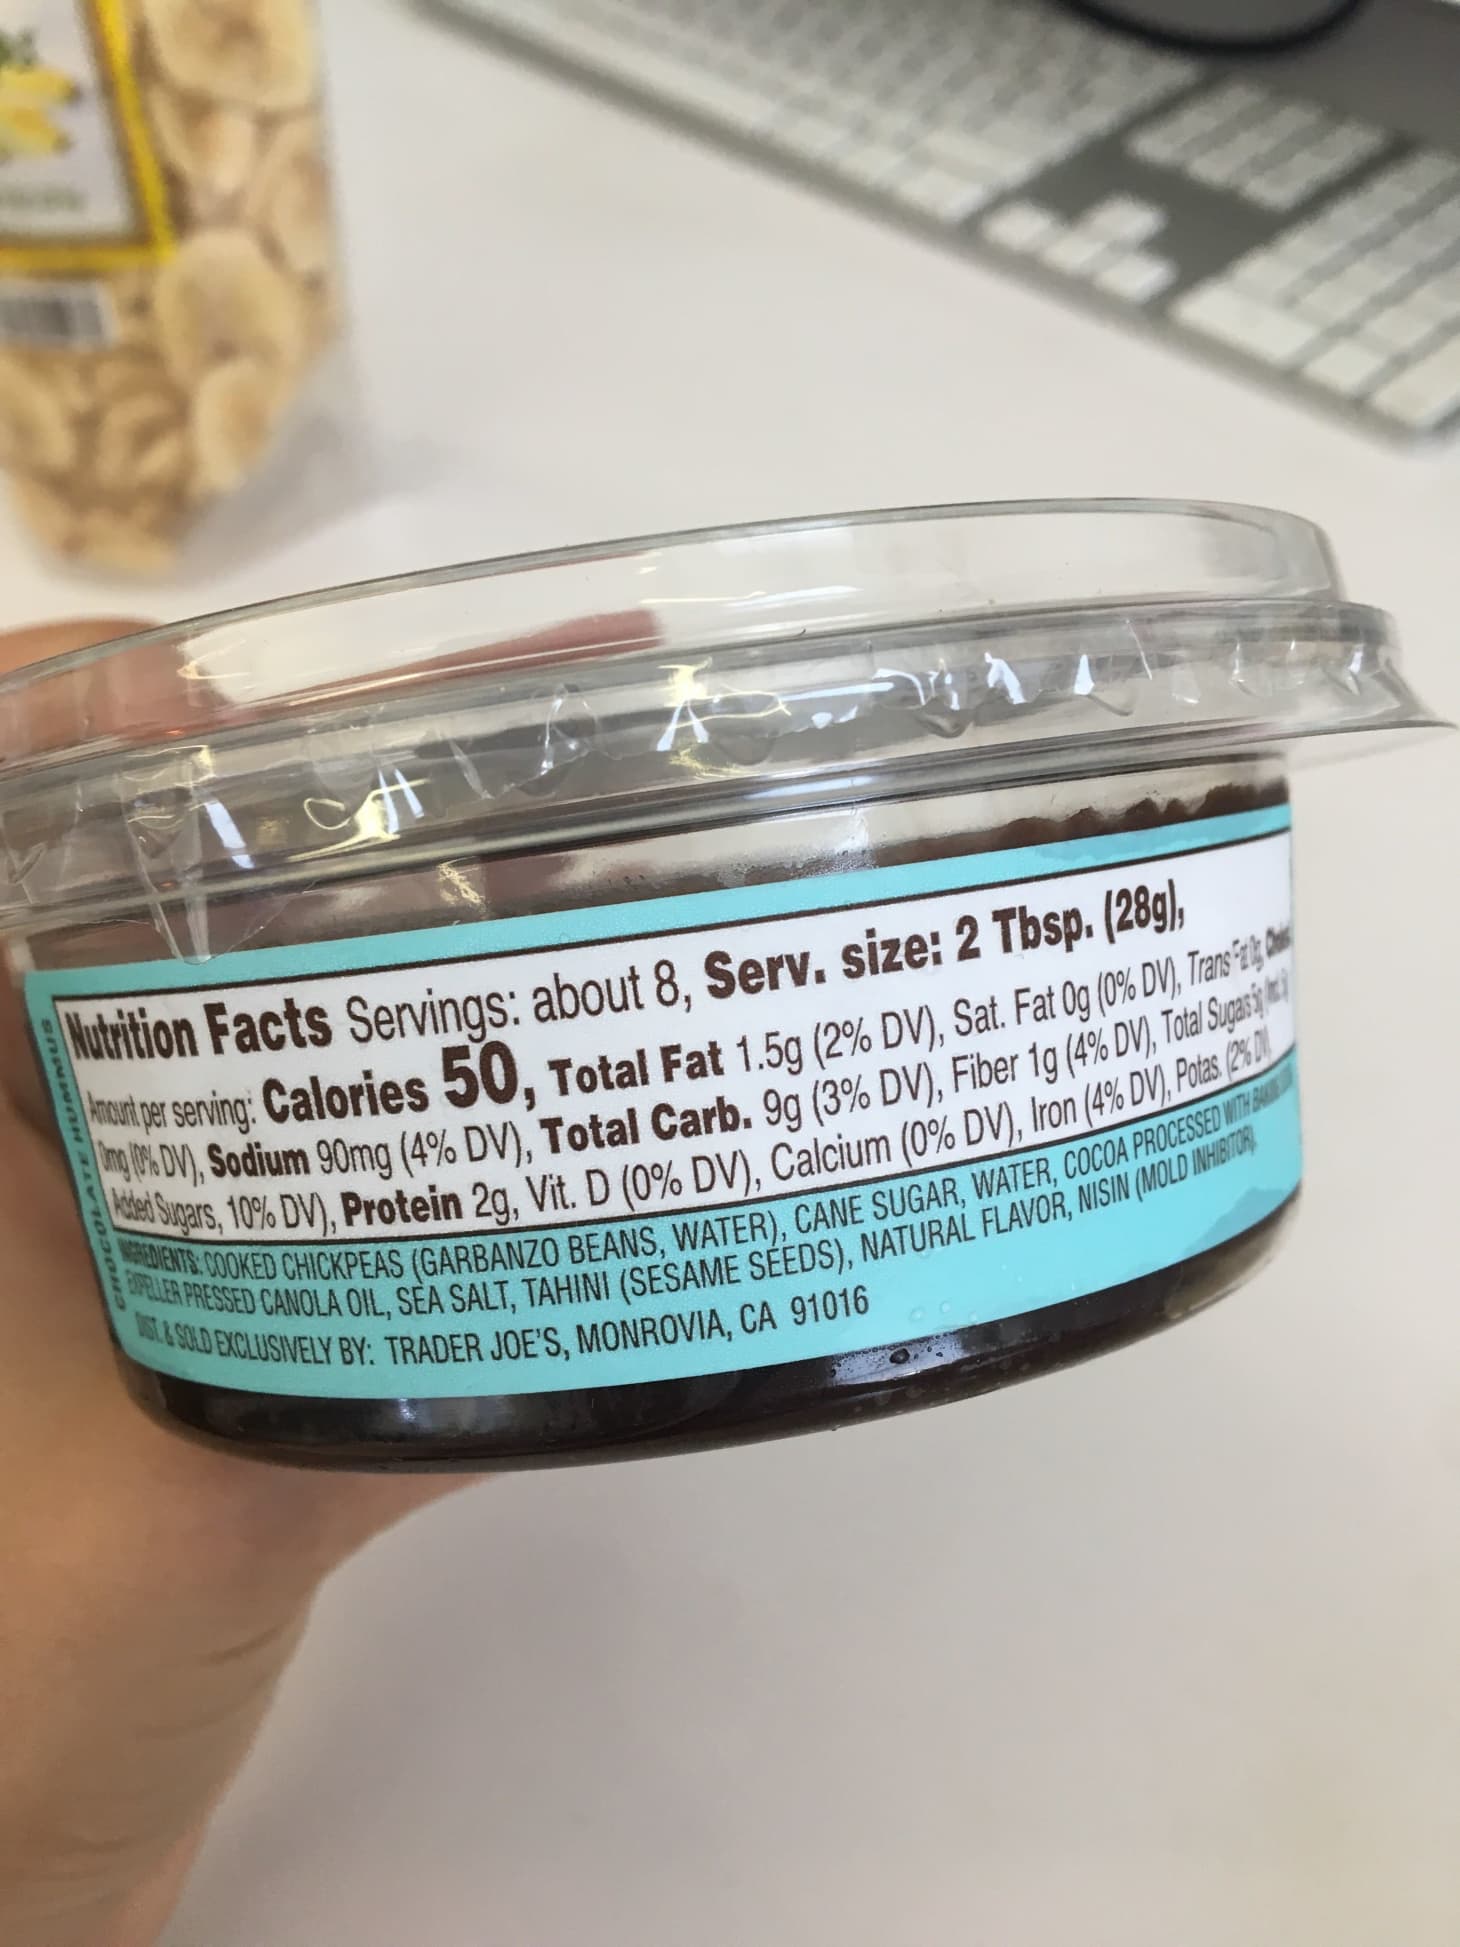 CHOCOLATE HUMMUS
Nutrition Facts Servings: about 8, Serv. size: 2 Tbsp. (28g),
Amount per serving: Calories 50, Total Fat 1.5g (2% DV), Sat. Fat 0g (0% DV), Trans Fat 0g, Cholest
0mg (0% DV), Sodium 90mg (4% DV), Total Carb. 9g (3% DV), Fiber 1g (4% DV), Total Sugars 5g (Incl. 5g
Added Sugars, 10% DV), Protein 2g, Vit. D (0% DV), Calcium (0% DV), Iron (4% DV), Potas. (2% DV)
INGREDIENTS: COOKED CHICKPEAS (GARBANZO BEANS, WATER), CANE SUGAR, WATER, COCOA PROCESSED WITH BAKING
EXPELLER PRESSED CANOLA OIL, SEA SALT, TAHINI (SESAME SEEDS), NATURAL FLAVOR, NISIN (MOLD INHIBITOR).
DIST. & SOLD EXCLUSIVELY BY: TRADER JOE'S, MONROVIA, CA 91016